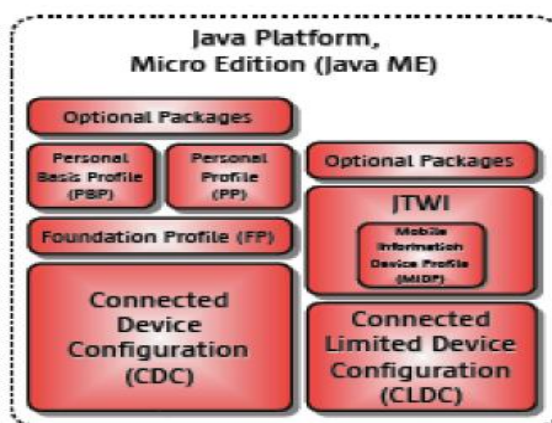 Java Platform,
Micro Edition (Java ME)
Optional Packages
Personal
Basis Profile
(PBP)
Personal
Profile
(PP)
Foundation Profile (FP)
Connected
Device
Configuration
(CDC)
Optional Packages
JTWI
Mobile
Information
Device Profile
(MIDP)
Connected
Limited Device
Configuration
(CLDC)